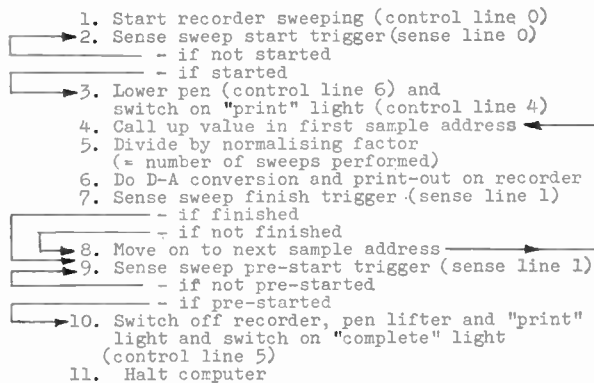 1. Start recorder sweeping (control line 0)
2. Sense sweep start trigger (sense line 0)
- if not started
- if started
3. Lower pen (control line 6) and
switch on "print" light (control line 4)
4. Call up value in first sample address
5. Divide by normalising factor
(= number of sweeps performed)
6. Do D-A conversion and print-out on recorder
7. Sense sweep finish trigger (sense line 1)
- if finished
- if not finished
8. Move on to next sample address
9. Sense sweep pre-start trigger (sense line 1)
- if not pre-started
- if pre-started
10. Switch off recorder, pen lifter and "print"
light and switch on "complete" light
(control line 5)
11. Halt computer